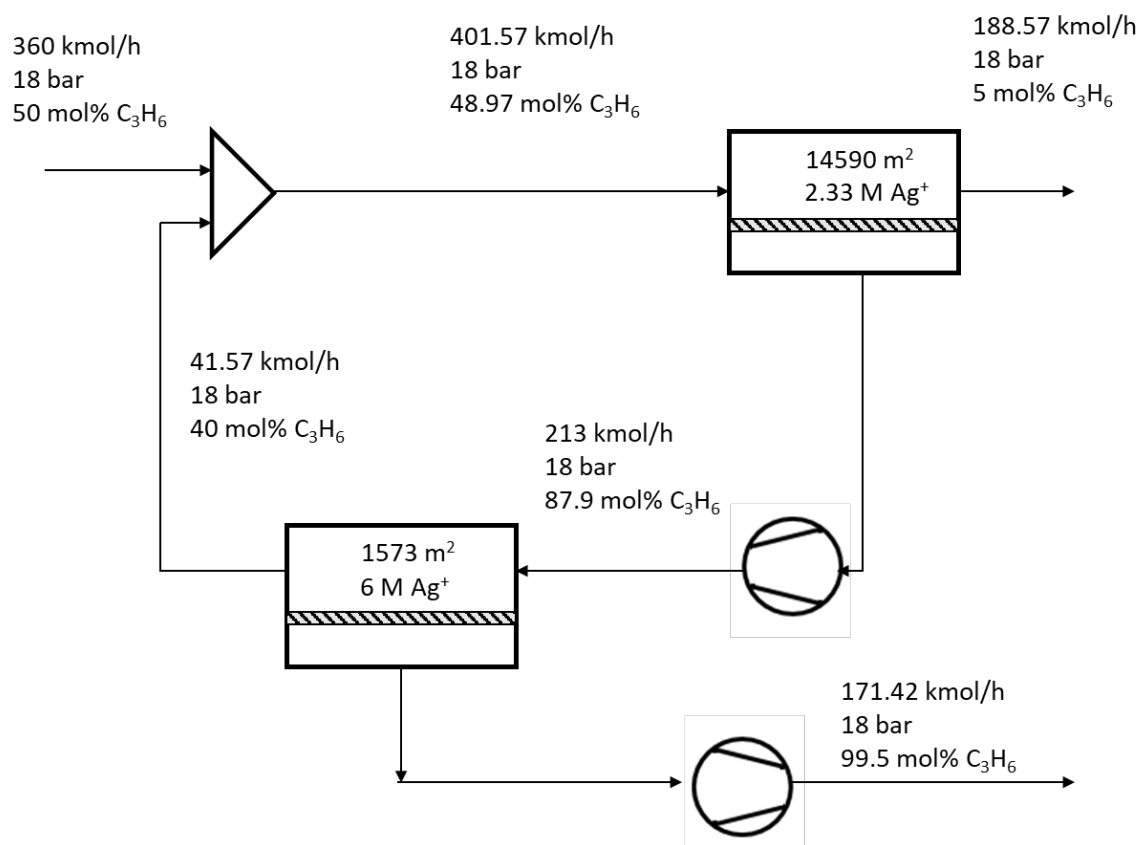 360 kmol/h
18 bar
50 mol% C₃H₆
401.57 kmol/h
18 bar
48.97 mol% C₃H₆
188.57 kmol/h
18 bar
5 mol% C₃H₆
14590 m²
2.33 M Ag⁺
41.57 kmol/h
18 bar
40 mol% C₃H₆
213 kmol/h
18 bar
87.9 mol% C₃H₆
1573 m²
6 M Ag⁺
171.42 kmol/h
18 bar
99.5 mol% C₃H₆